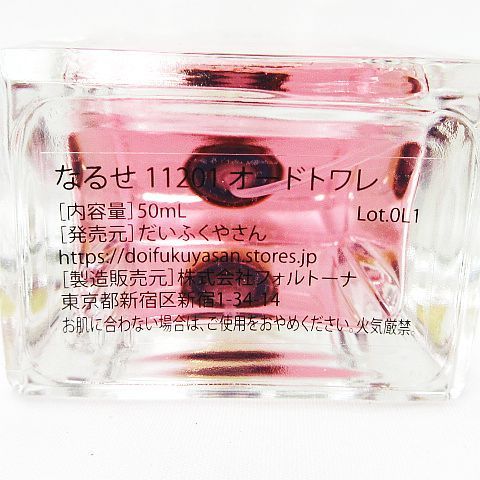 なるせ 11201 オードトワレ
[内容量]50mL Lot.0L1
[発売元]だいふくやさん
https://doifukuyasan.stores.jp
[製造販売元]株式会社フォルトーナ
東京都新宿区新宿1-34-14
お肌に合わない場合は、ご使用をおやめください。火気厳禁